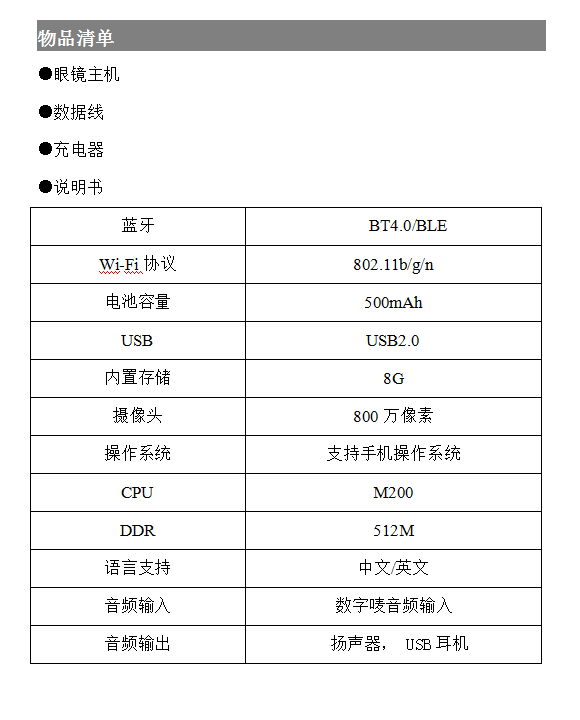 物品清单
●眼镜主机
●数据线
●充电器
●说明书
蓝牙 BT4.0/BLE
Wi-Fi 协议 802.11b/g/n
电池容量 500mAh
USB USB2.0
内置存储 8G
摄像头 800 万像素
操作系统 支持手机操作系统
CPU M200
DDR 512M
语言支持 中文/英文
音频输入 数字唛音频输入
音频输出 扬声器， USB 耳机